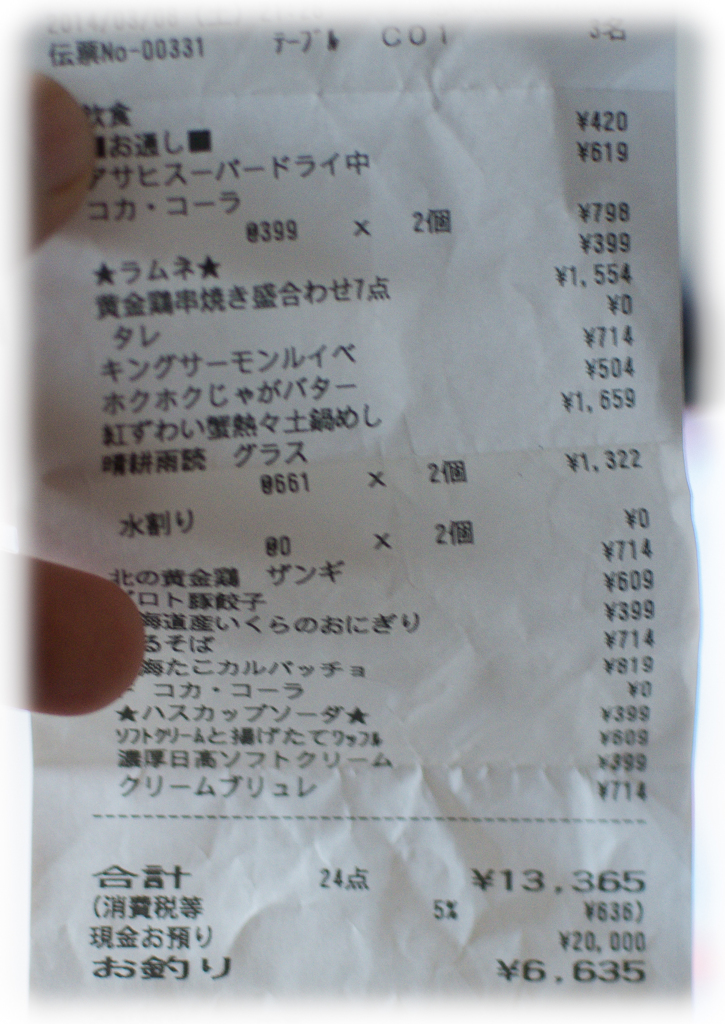 伝票No-00331 テーブル C01 3名
飲食
■お通し■ ¥420
アサヒスーパードライ中 ¥619
コカ・コーラ
@399 x 2個 ¥798
★ラムネ★ ¥399
黄金鶏串焼き盛合わせ7点 ¥1,554
タレ ¥0
キングサーモンルイベ ¥714
ホクホクじゃがバター ¥504
紅ずわい蟹熱々土鍋めし ¥1,659
晴耕雨読 グラス
@661 x 2個 ¥1,322
水割り
@0 x 2個 ¥0
北の黄金鶏 ザンギ ¥714
ロト豚餃子 ¥609
海道産いくらのおにぎり ¥399
るそば ¥714
海たこカルパッチョ ¥819
コカ・コーラ ¥0
★ハスカップソーダ★ ¥399
ソフトクリームと揚げたてワッフル ¥609
濃厚日高ソフトクリーム ¥399
クリームブリュレ ¥714
合計 24点 ¥13,365
(消費税等 5% ¥636)
現金お預り ¥20,000
お釣り ¥6,635